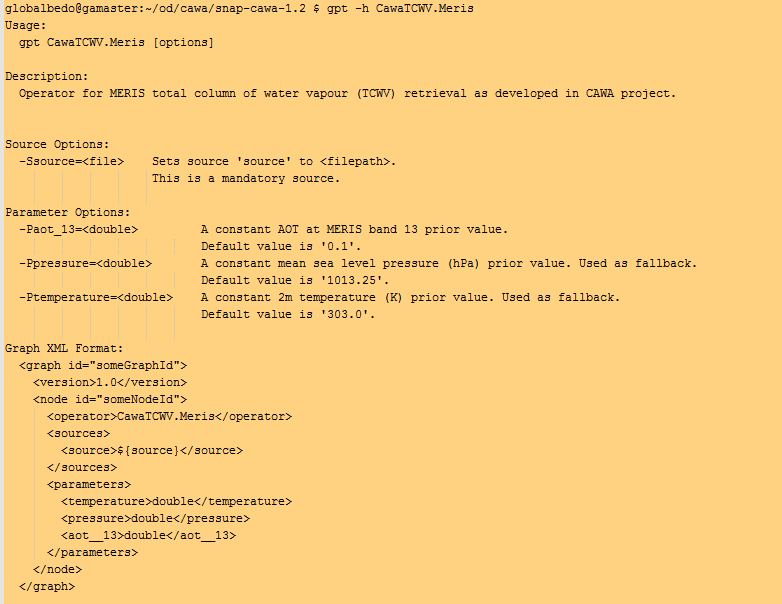 globalbedo@gamaster:~/od/cawa/snap-cawa-1.2 $ gpt -h CawaTCWV.Meris
Usage:
  gpt CawaTCWV.Meris [options]

Description:
  Operator for MERIS total column of water vapour (TCWV) retrieval as developed in CAWA project.


Source Options:
  -Ssource=<file>    Sets source 'source' to <filepath>.
                     This is a mandatory source.

Parameter Options:
  -Paot_13=<double>         A constant AOT at MERIS band 13 prior value.
                            Default value is '0.1'.
  -Ppressure=<double>       A constant mean sea level pressure (hPa) prior value. Used as fallback.
                            Default value is '1013.25'.
  -Ptemperature=<double>    A constant 2m temperature (K) prior value. Used as fallback.
                            Default value is '303.0'.

Graph XML Format:
  <graph id="someGraphId">
    <version>1.0</version>
    <node id="someNodeId">
      <operator>CawaTCWV.Meris</operator>
      <sources>
        <source>${source}</source>
      </sources>
      <parameters>
        <temperature>double</temperature>
        <pressure>double</pressure>
        <aot__13>double</aot__13>
      </parameters>
    </node>
  </graph>